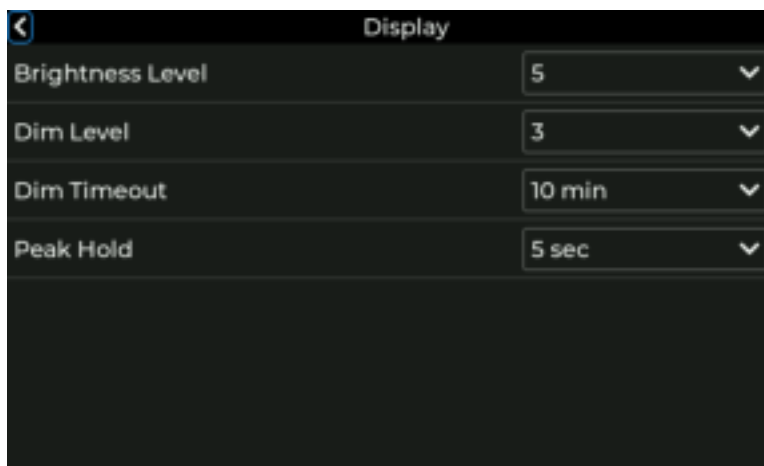 Display
Brightness Level 5
Dim Level 3
Dim Timeout 10 min
Peak Hold 5 sec